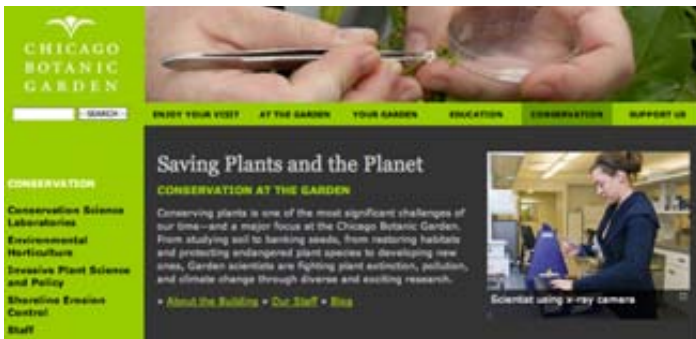 CHICAGO
BOTANIC
GARDEN
SEARCH
ENJOY YOUR VISIT AT THE GARDEN YOUR GARDEN EDUCATION CONSERVATION SUPPORT US
CONSERVATION
Conservation Science
Laboratories
Environmental
Horticulture
Invasive Plant Science
and Policy
Shoreline Erosion
Control
Staff
Saving Plants and the Planet
CONSERVATION AT THE GARDEN
Conserving plants is one of the most significant challenges of
our time—and a major focus at the Chicago Botanic Garden.
From studying soil to banking seeds, from restoring habitats
and protecting endangered plant species to developing new
ones, Garden scientists are fighting plant extinction, pollution,
and climate change through diverse and exciting research.
» About the Building » Our Staff » Blog
Scientist using x-ray camera